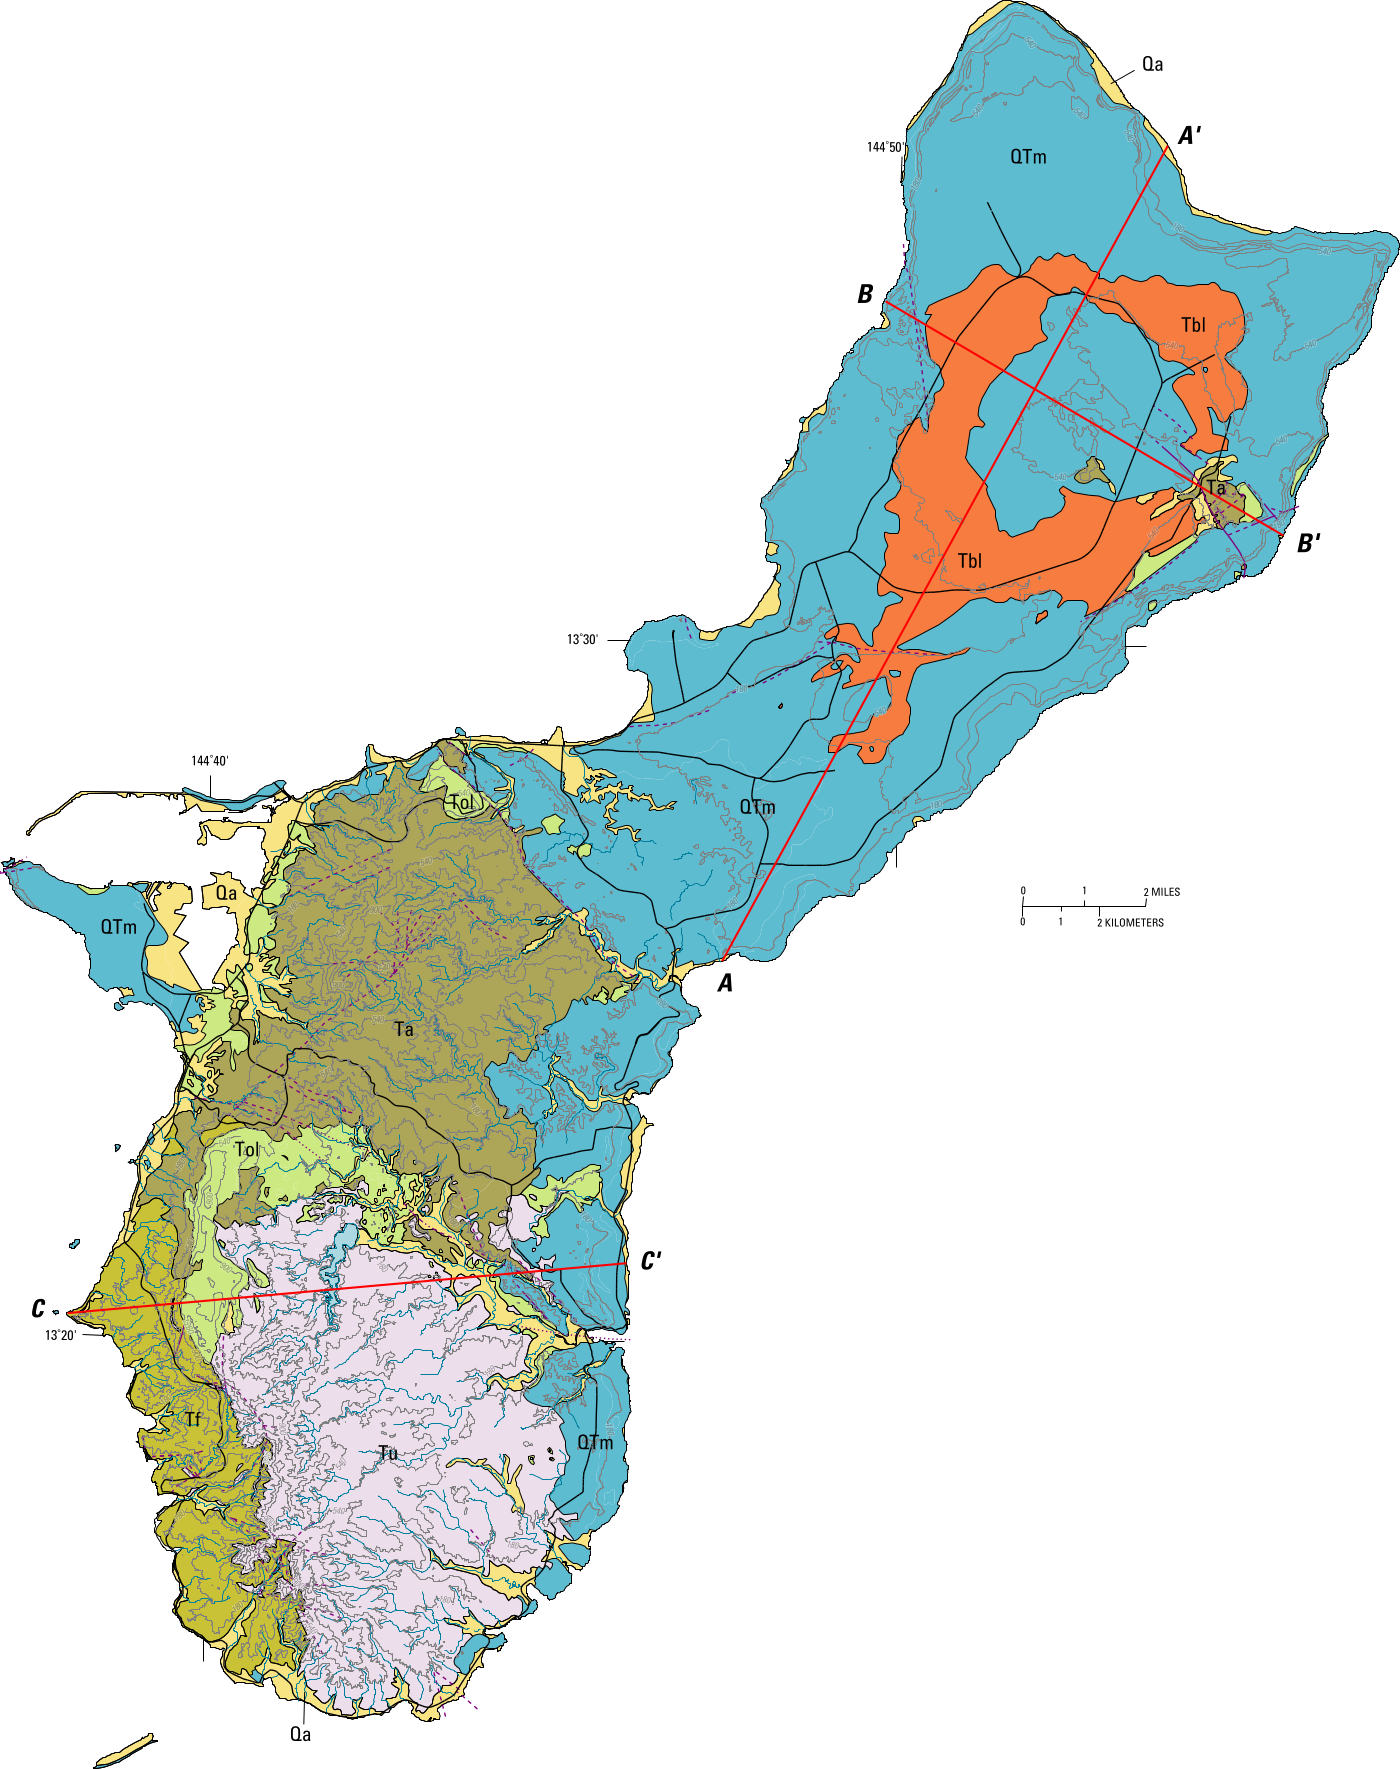 Qa
A'
144°50'
QTm
B
Tbl
Ta
B'
Tbl
13°30'
144°40'
Tol
QTm
0 1 2 MILES
0 1 2 KILOMETERS
Qa
QTm
A
Ta
Tol
C'
C
13°20'
Tf
Tu
QTm
Qa